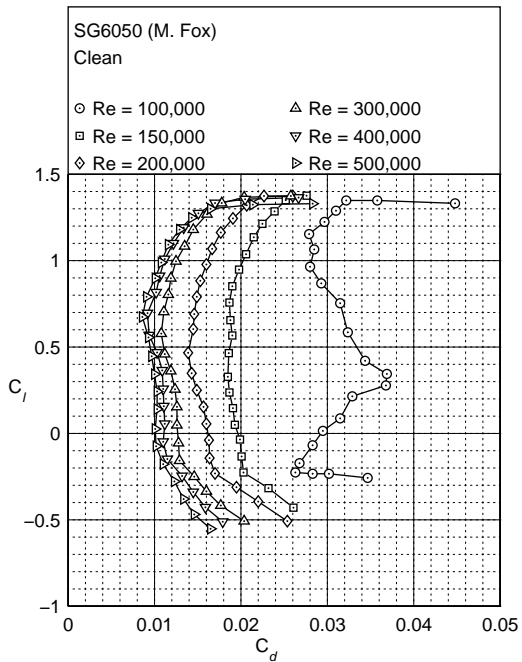 SG6050 (M. Fox)
Clean
Re = 100,000
Re = 300,000
Re = 150,000
Re = 400,000
Re = 200,000
Re = 500,000
1.5
1
0.5
C_l
0
−0.5
−1
0 0.01 0.02 0.03 0.04 0.05
C_d